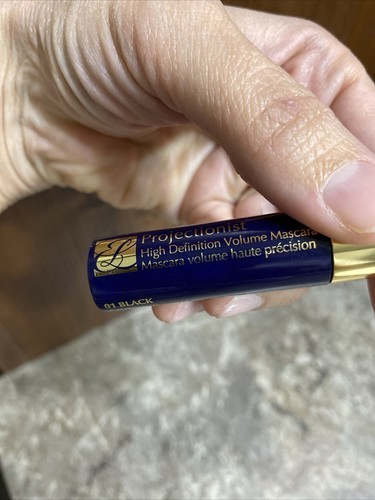 Projectionist
High Definition Volume Mascara
Mascara volume haute précision
01 BLACK